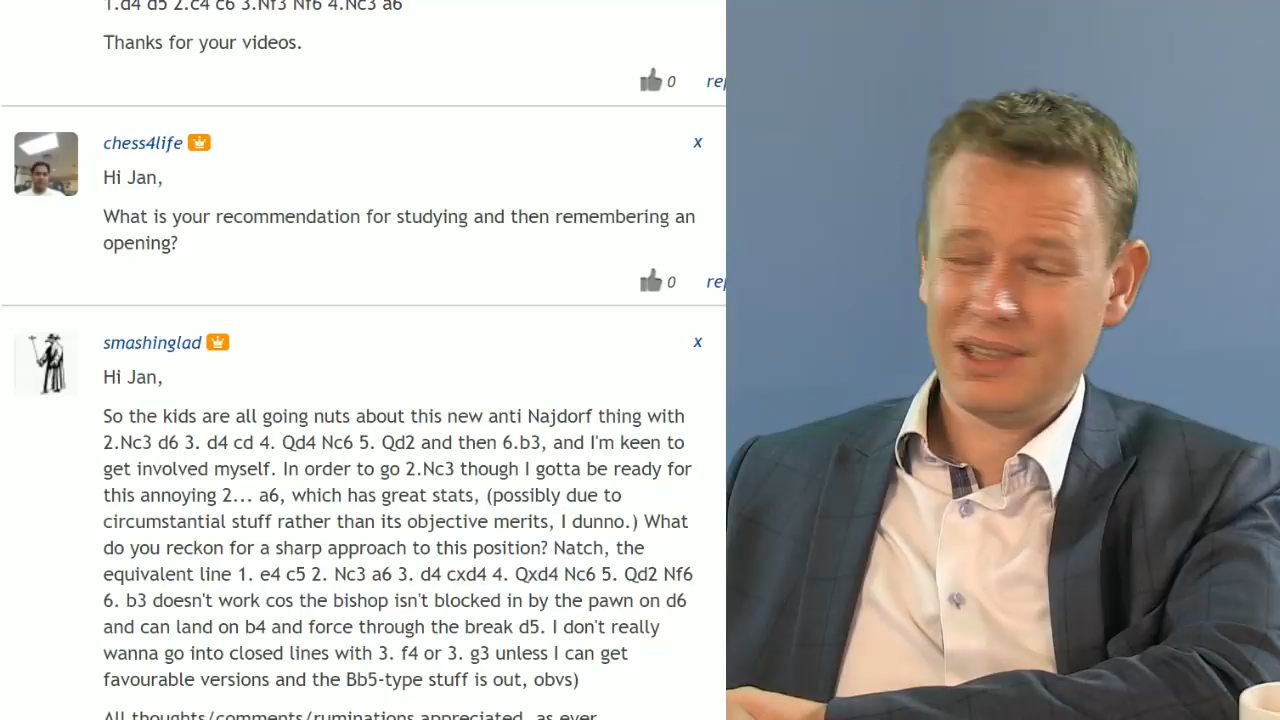 1.d4 d5 2.c4 c6 3.Nf3 Nf6 4.Nc3 a6
Thanks for your videos.
0
chess4life
x
Hi Jan,
What is your recommendation for studying and then remembering an
opening?
0
smashinglad
x
Hi Jan,
So the kids are all going nuts about this new anti Najdorf thing with
2.Nc3 d6 3. d4 cd 4. Qd4 Nc6 5. Qd2 and then 6.b3, and I'm keen to
get involved myself. In order to go 2.Nc3 though I gotta be ready for
this annoying 2... a6, which has great stats, (possibly due to
circumstantial stuff rather than its objective merits, I dunno.) What
do you reckon for a sharp approach to this position? Natch, the
equivalent line 1. e4 c5 2. Nc3 a6 3. d4 cxd4 4. Qxd4 Nc6 5. Qd2 Nf6
6. b3 doesn't work cos the bishop isn't blocked in by the pawn on d6
and can land on b4 and force through the break d5. I don't really
wanna go into closed lines with 3. f4 or 3. g3 unless I can get
favourable versions and the Bb5-type stuff is out, obvs)
All thoughts/comments/ruminations appreciated, as ever